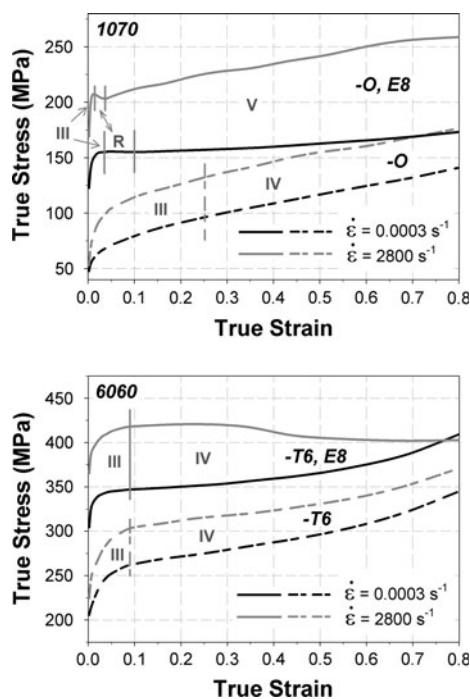 1070
250
200
150
100
50
True Stress (MPa)
-O, E8
V
III
R
-O
IV
III
ε̇ = 0.0003 s⁻¹
ε̇ = 2800 s⁻¹
0.0 0.1 0.2 0.3 0.4 0.5 0.6 0.7 0.8
True Strain
6060
450
400
350
300
250
200
True Stress (MPa)
III
IV
-T6, E8
-T6
IV
III
ε̇ = 0.0003 s⁻¹
ε̇ = 2800 s⁻¹
0.0 0.1 0.2 0.3 0.4 0.5 0.6 0.7 0.8
True Strain